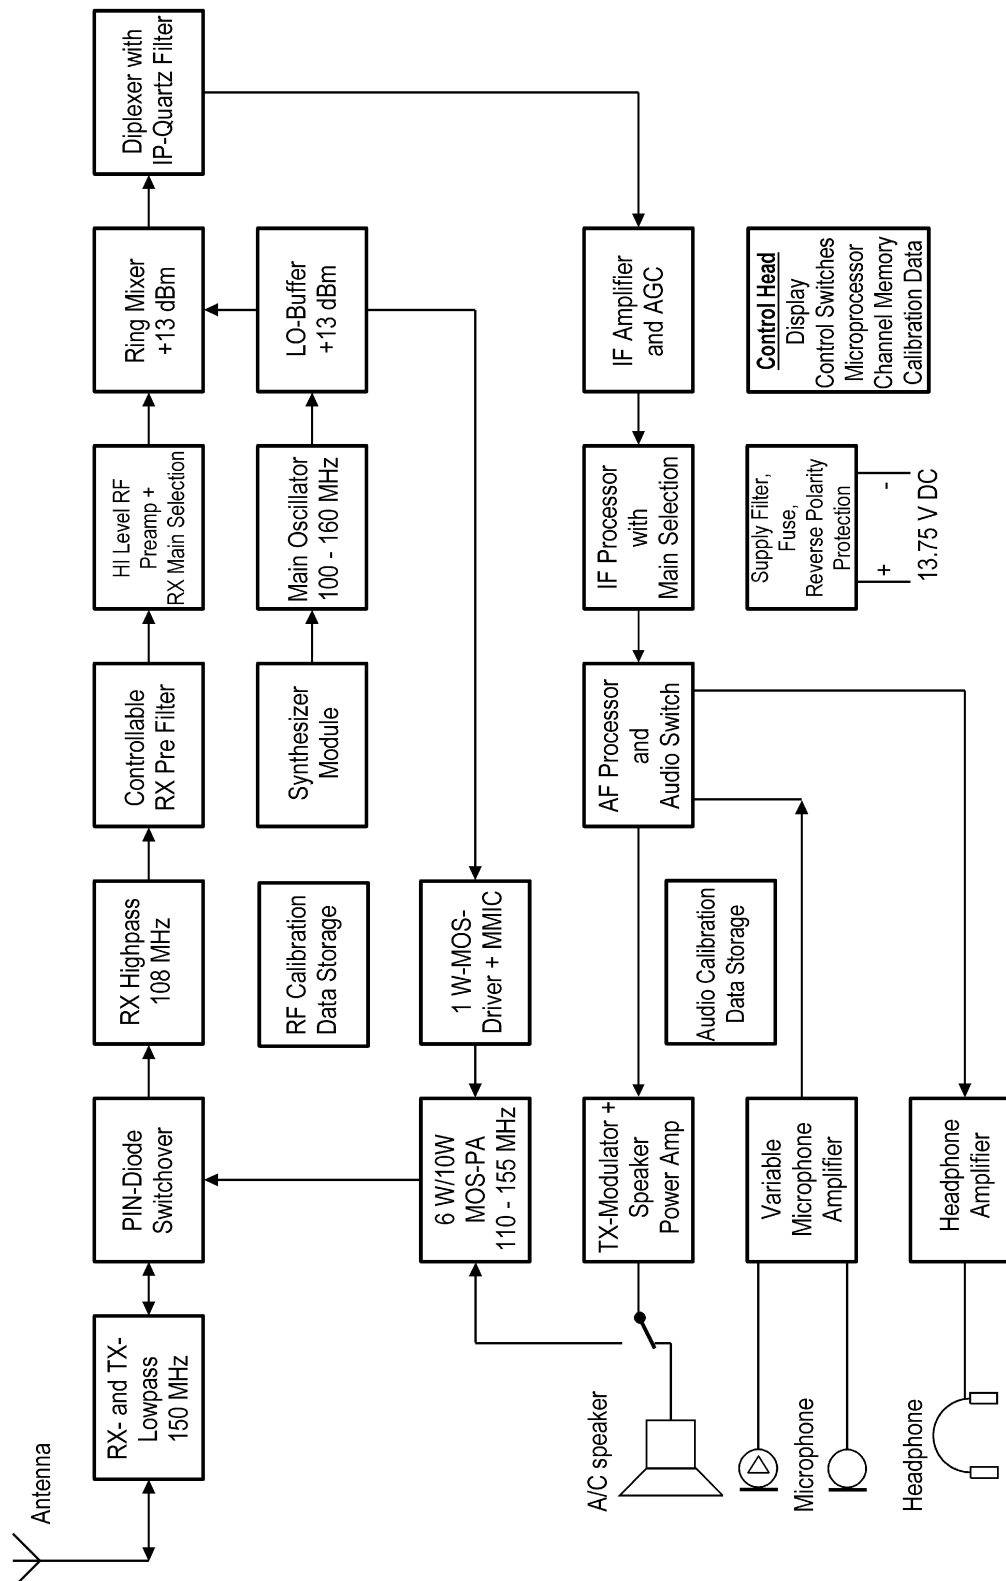 Antenna
RX- and TX-
Lowpass
150 MHz
PIN-Diode
Switchover
RX Highpass
108 MHz
Controllable
RX Pre Filter
HI Level RF
Preamp +
RX Main Selection
Ring Mixer
+13 dBm
Diplexer with
IP-Quartz Filter
RF Calibration
Data Storage
Synthesizer
Module
Main Oscillator
100 - 160 MHz
LO-Buffer
+13 dBm
6 W/10W
MOS-PA
110 - 155 MHz
1 W-MOS-
Driver + MMIC
A/C speaker
TX-Modulator +
Speaker
Power Amp
AF Processor
and
Audio Switch
IF Processor
with
Main Selection
IF Amplifier
and AGC
Audio Calibration
Data Storage
Microphone
Variable
Microphone
Amplifier
Supply Filter,
Fuse,
Reverse Polarity
Protection
+ -
13.75 V DC
Control Head
Display
Control Switches
Microprocessor
Channel Memory
Calibration Data
Headphone
Headphone
Amplifier